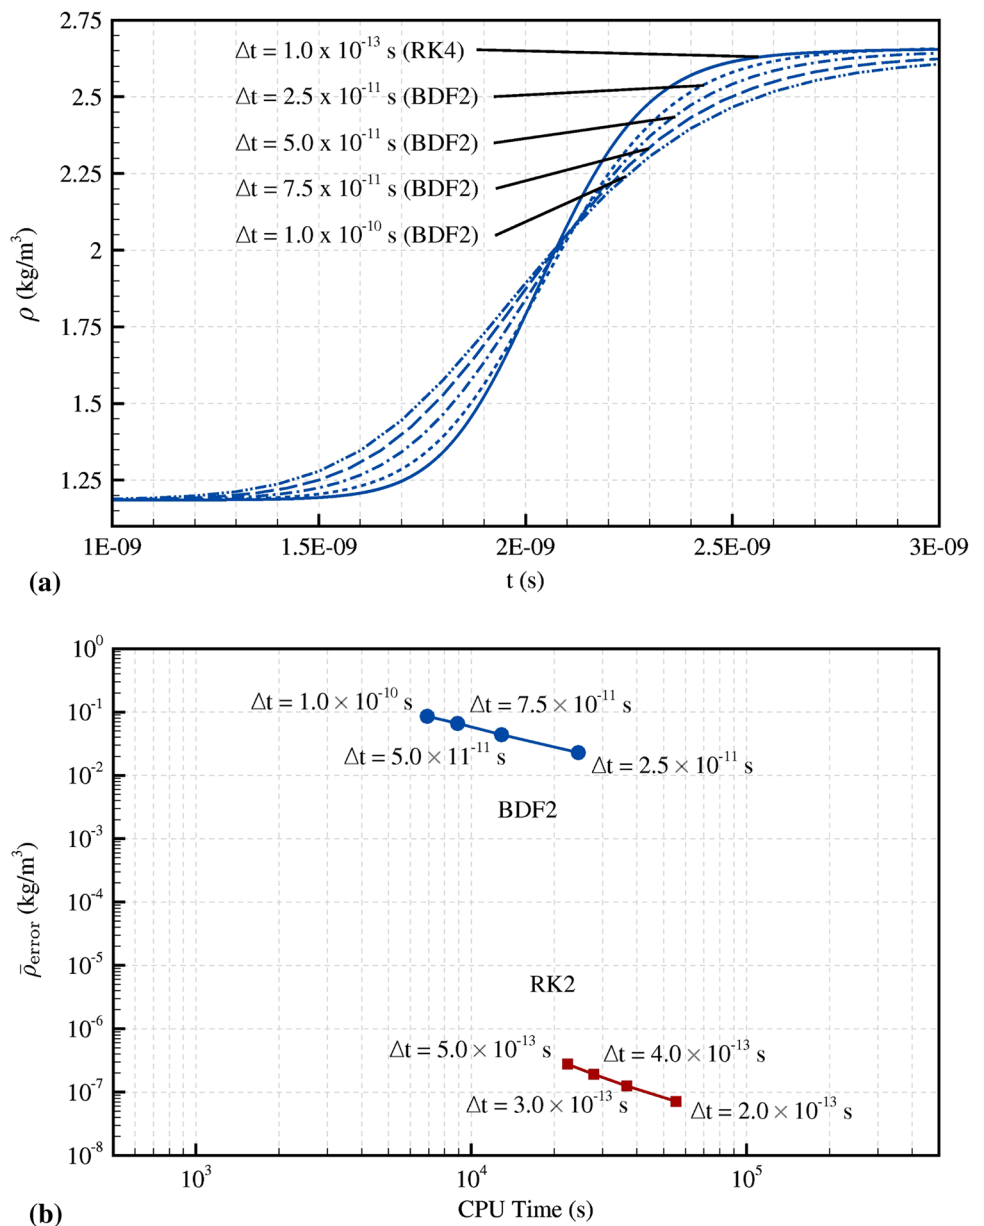 2.75
Δt = 1.0 x 10⁻¹³ s (RK4)
2.5
Δt = 2.5 x 10⁻¹¹ s (BDF2)
Δt = 5.0 x 10⁻¹¹ s (BDF2)
2.25
Δt = 7.5 x 10⁻¹¹ s (BDF2)
Δt = 1.0 x 10⁻¹⁰ s (BDF2)
2
ρ (kg/m³)
1.75
1.5
1.25
1E-09 1.5E-09 2E-09 2.5E-09 3E-09
t (s)
(a)
10⁰
Δt = 1.0 × 10⁻¹⁰ s Δt = 7.5 × 10⁻¹¹ s
10⁻¹
Δt = 5.0 × 11⁻¹¹ s Δt = 2.5 × 10⁻¹¹ s
10⁻²
BDF2
10⁻³
10⁻⁴
ρ̄error (kg/m³)
10⁻⁵
RK2
10⁻⁶
Δt = 5.0 × 10⁻¹³ s Δt = 4.0 × 10⁻¹³ s
10⁻⁷
Δt = 3.0 × 10⁻¹³ s Δt = 2.0 × 10⁻¹³ s
10⁻⁸
10³ 10⁴ 10⁵
CPU Time (s)
(b)